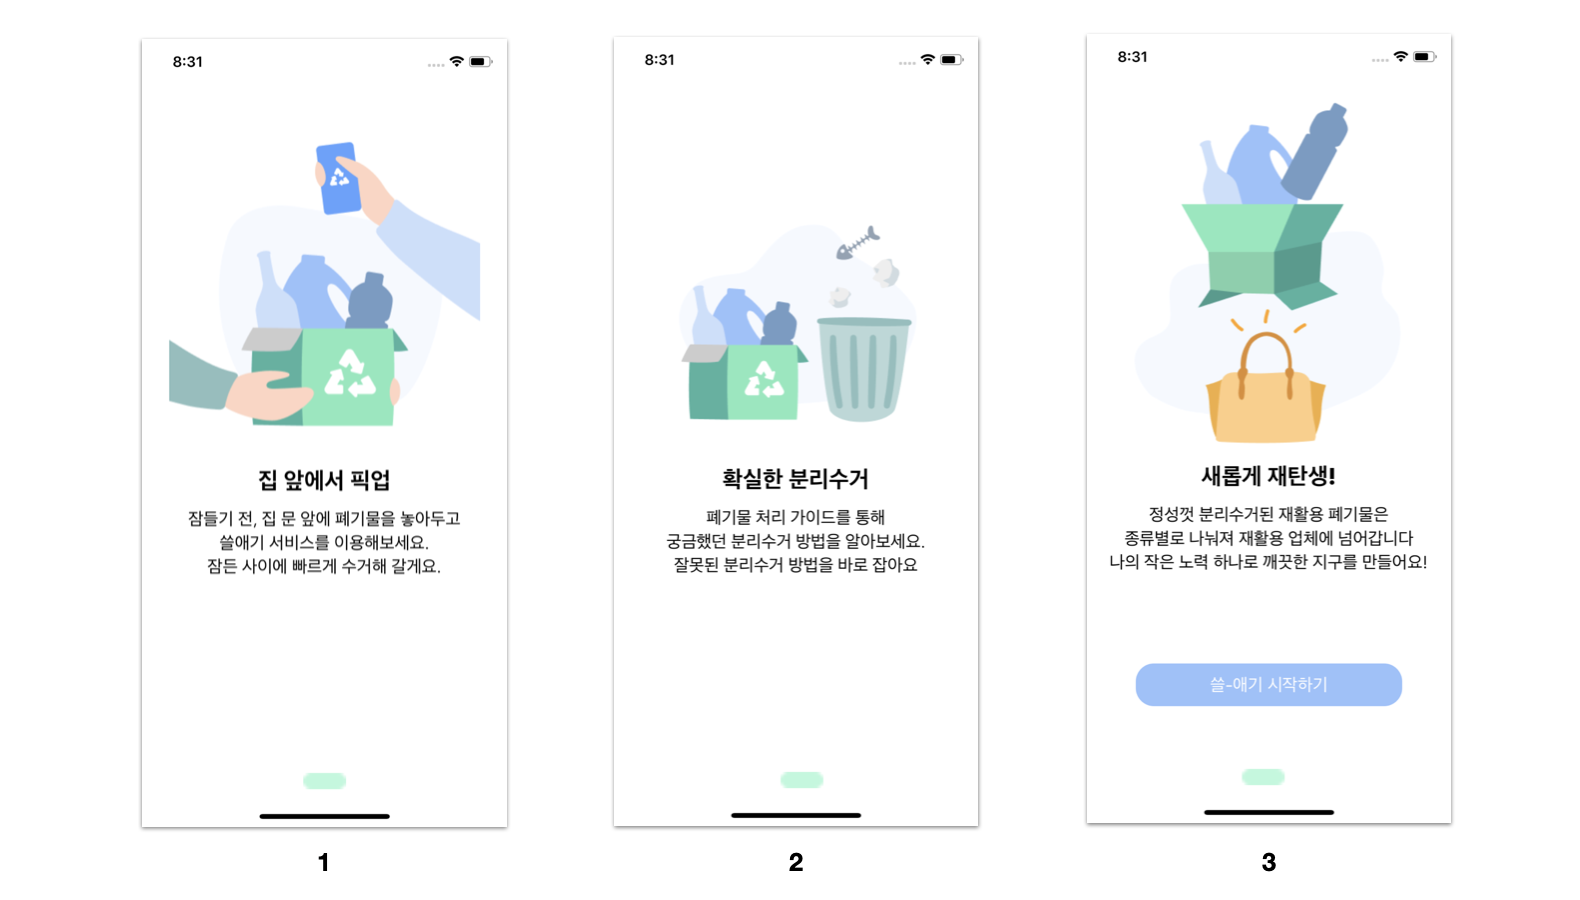 8:31
집 앞에서 픽업
잠들기 전, 집 문 앞에 폐기물을 놓아두고
쓸애기 서비스를 이용해보세요.
잠든 사이에 빠르게 수거해 갈게요.
1
8:31
확실한 분리수거
폐기물 처리 가이드를 통해
궁금했던 분리수거 방법을 알아보세요.
잘못된 분리수거 방법을 바로 잡아요
2
8:31
새롭게 재탄생!
정성껏 분리수거된 재활용 폐기물은
종류별로 나눠져 재활용 업체에 넘어갑니다
나의 작은 노력 하나로 깨끗한 지구를 만들어요!
쓸-애기 시작하기
3